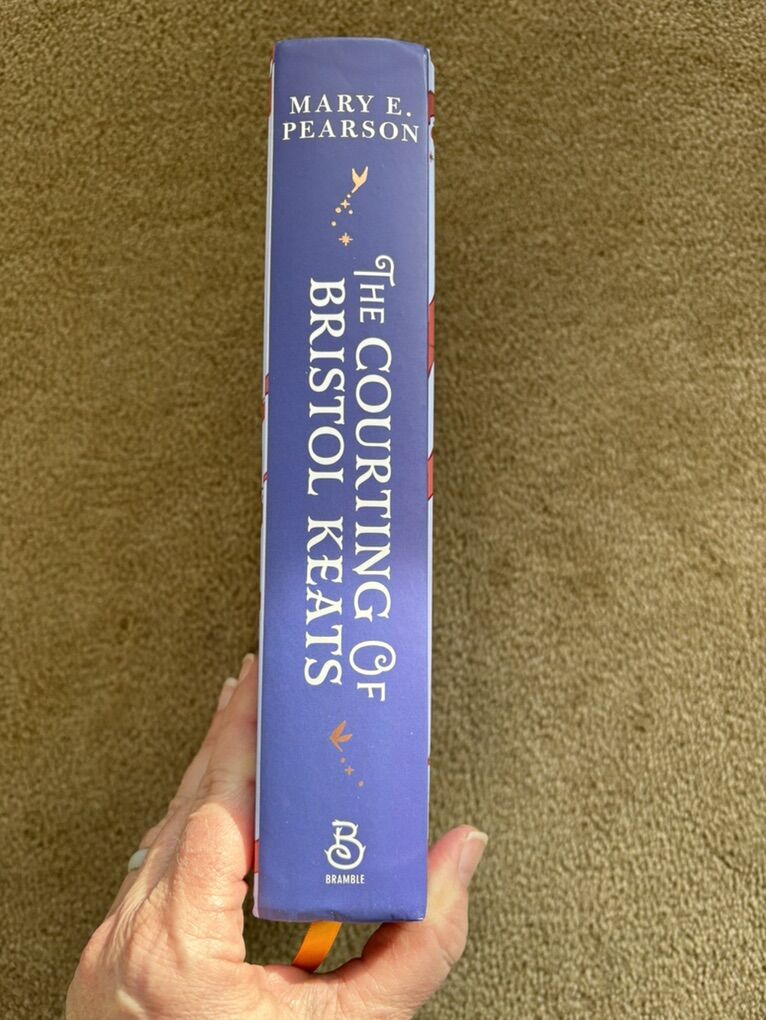 MARY E.
PEARSON
THE COURTING OF
BRISTOL KEATS
B
BRAMBLE